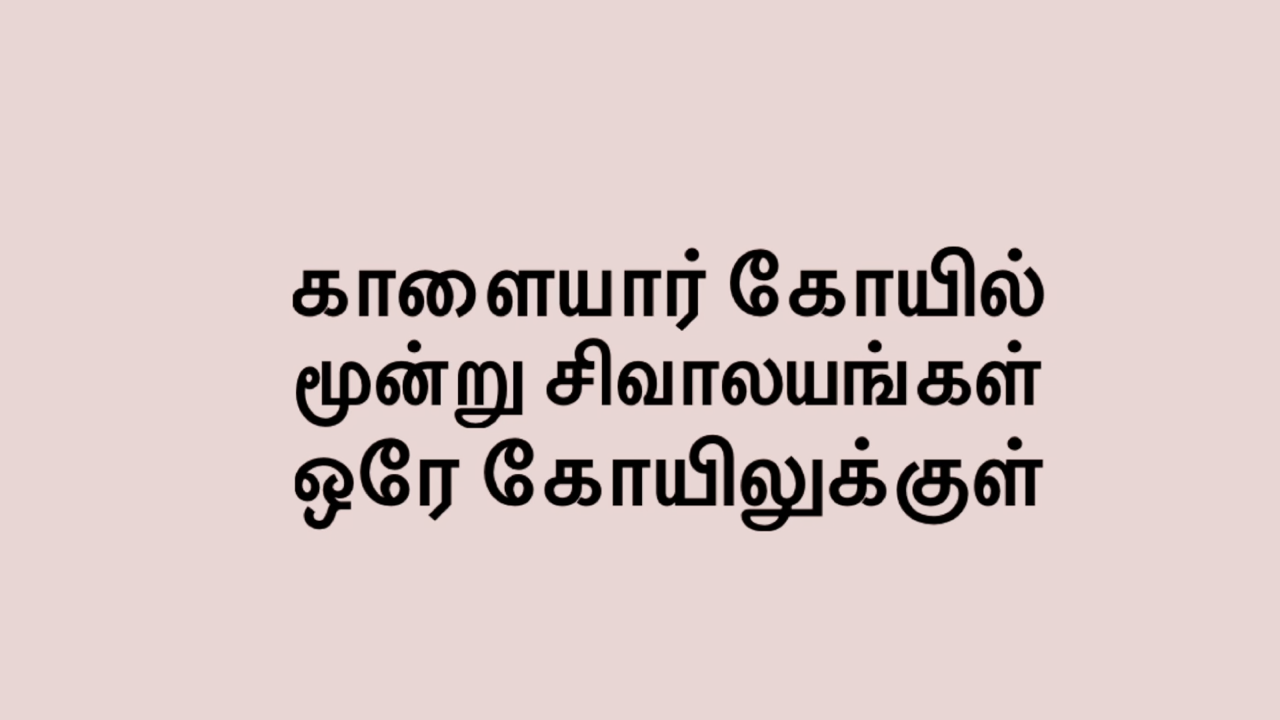 காளையார் கோயில்
மூன்று சிவாலயங்கள்
ஒரே கோயிலுக்குள்